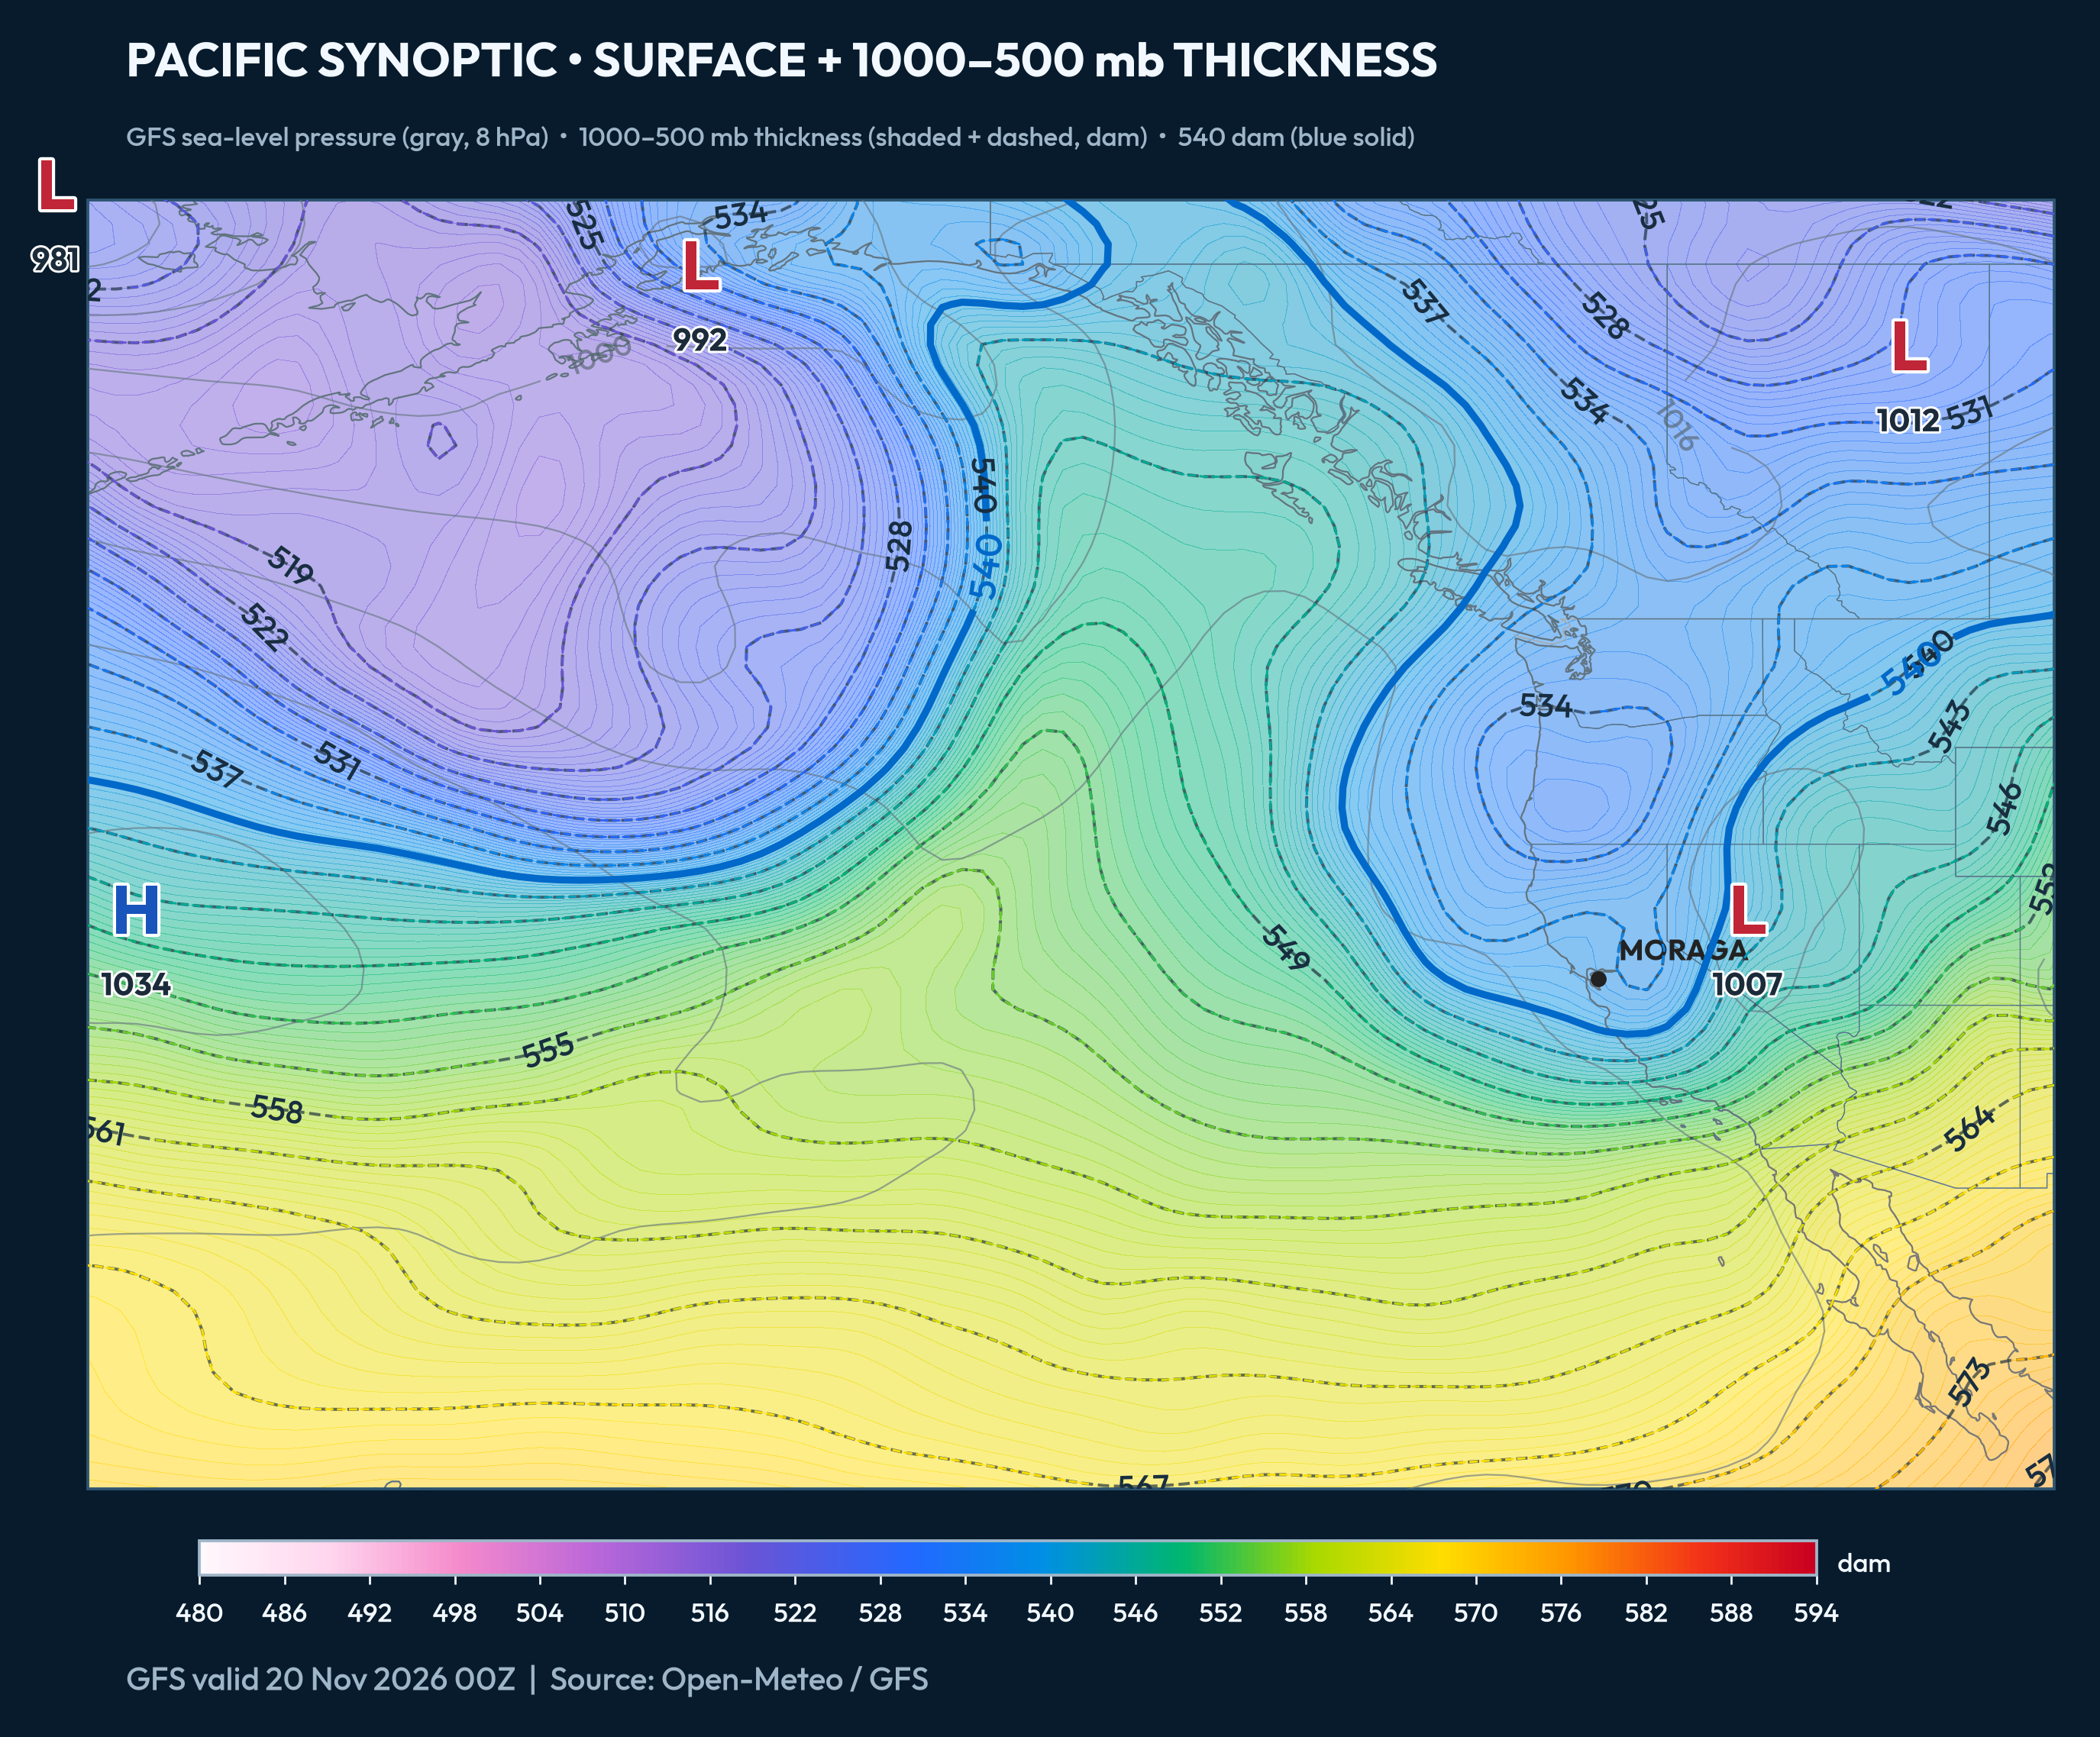 PACIFIC SYNOPTIC • SURFACE + 1000–500 mb THICKNESS
GFS sea-level pressure (gray, 8 hPa) • 1000–500 mb thickness (shaded + dashed, dam) • 540 dam (blue solid)
L
981
525
534
L
992
1000
537
528
534
1016
L
1012
531
519
522
528
540
540
534
540
540
543
546
537
531
H
1034
549
L
MORAGA
1007
555
558
561
564
573
567
480 486 492 498 504 510 516 522 528 534 540 546 552 558 564 570 576 582 588 594
dam
GFS valid 20 Nov 2026 00Z | Source: Open-Meteo / GFS